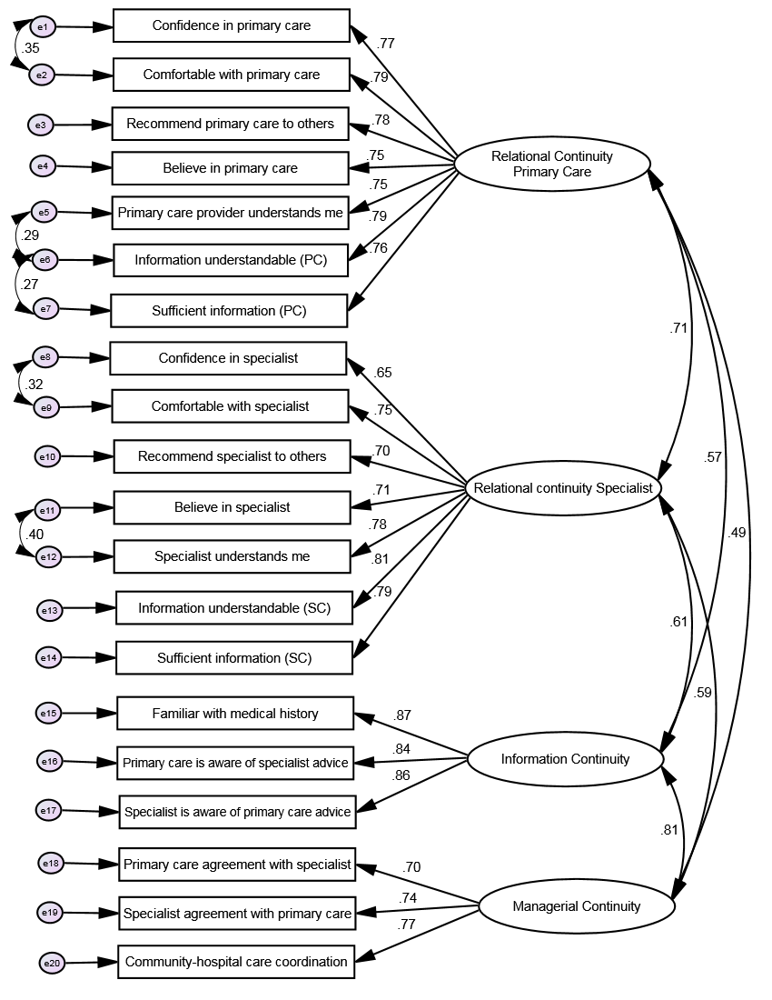 e1
Confidence in primary care
.77
.35
e2
Comfortable with primary care
.79
e3
Recommend primary care to others
.78
e4
Believe in primary care
.75
Relational Continuity
Primary Care
e5
Primary care provider understands me
.75
.29
e6
Information understandable (PC)
.79
.27
e7
Sufficient information (PC)
.76
e8
Confidence in specialist
.65
.71
.32
e9
Comfortable with specialist
.75
e10
Recommend specialist to others
.70
.57
e11
Believe in specialist
.71
Relational continuity Specialist
.40
e12
Specialist understands me
.78
.49
e13
Information understandable (SC)
.81
e14
Sufficient information (SC)
.79
.61
e15
Familiar with medical history
.87
.59
e16
Primary care is aware of specialist advice
.84
Information Continuity
e17
Specialist is aware of primary care advice
.86
.81
e18
Primary care agreement with specialist
.70
e19
Specialist agreement with primary care
.74
Managerial Continuity
e20
Community-hospital care coordination
.77